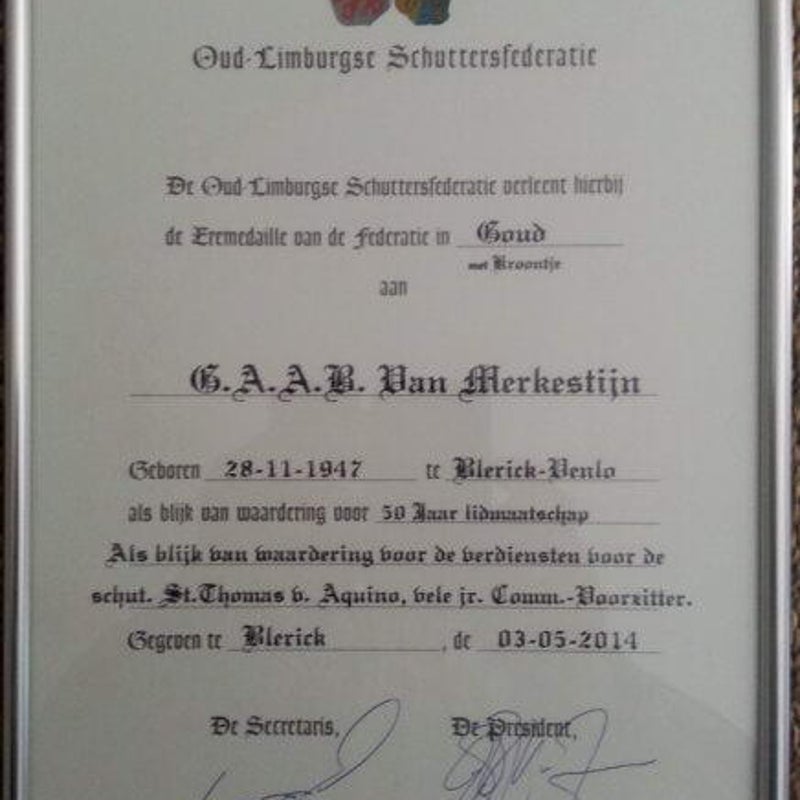 Oud-Limburgse Schuttersfederatie
De Oud-Limburgse Schuttersfederatie verleent hierbij
de Eremedaille van de Federatie in Goud
met Kroontje
aan
G.A.A.B. Van Merkestijn
Geboren 28-11-1947 te Blerick-Venlo
als blijk van waardering voor 50 Jaar lidmaatschap
Als blijk van waardering voor de verdiensten voor de
schut. St.Thomas v. Aquino, vele jr. Comm.-Voorzitter.
Gegeven te Blerick, de 03-05-2014
De Secretaris, De President,